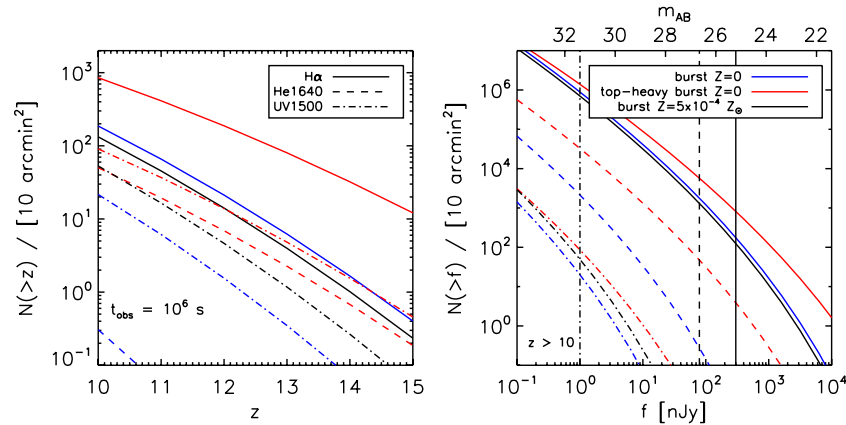 m_AB
32 30 28 26 24 22
N(>z) / [10 arcmin²]
10³
10²
10¹
10⁰
10⁻¹
Hα
He1640
UV1500
t_obs = 10⁶ s
10 11 12 13 14 15
z
N(>f) / [10 arcmin²]
10⁶
10⁴
10²
10⁰
burst Z=0
top-heavy burst Z=0
burst Z=5x10⁻⁴ Z⊙
z > 10
10⁻¹ 10⁰ 10¹ 10² 10³ 10⁴
f [nJy]